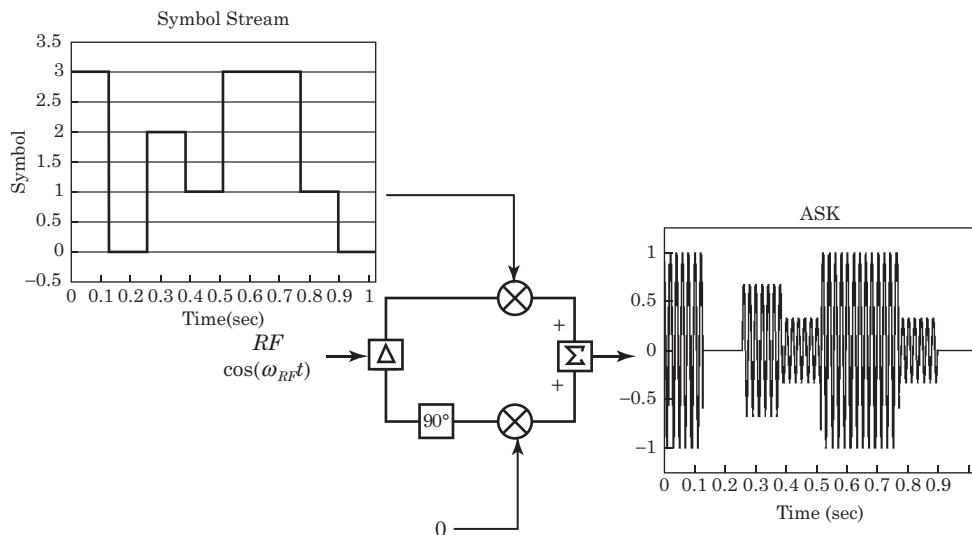 Symbol Stream
3.5
3
2.5
2
1.5
1
0.5
0
−0.5
Symbol
0 0.1 0.2 0.3 0.4 0.5 0.6 0.7 0.8 0.9 1
Time(sec)
RF
cos(ω_RF t)
Δ
90°
+
Σ
+
0
ASK
1
0.5
0
−0.5
−1
0 0.1 0.2 0.3 0.4 0.5 0.6 0.7 0.8 0.9
Time (sec)